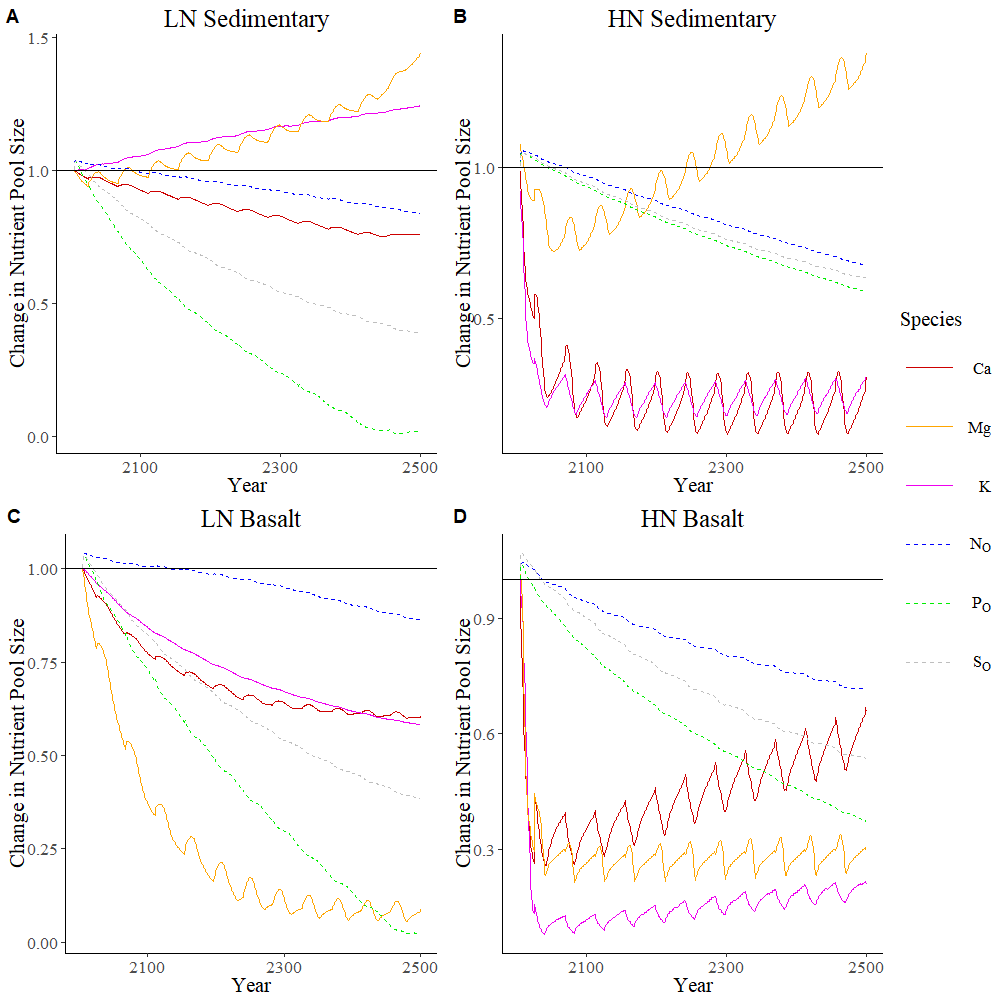 A
LN Sedimentary
Change in Nutrient Pool Size
1.5
1.0
0.5
0.0
2100
2300
2500
Year
B
HN Sedimentary
Change in Nutrient Pool Size
1.0
0.5
2100
2300
2500
Year
C
LN Basalt
Change in Nutrient Pool Size
1.00
0.75
0.50
0.25
0.00
2100
2300
2500
Year
D
HN Basalt
Change in Nutrient Pool Size
0.9
0.6
0.3
2100
2300
2500
Year
Species
Ca
Mg
K
N_O
P_O
S_O